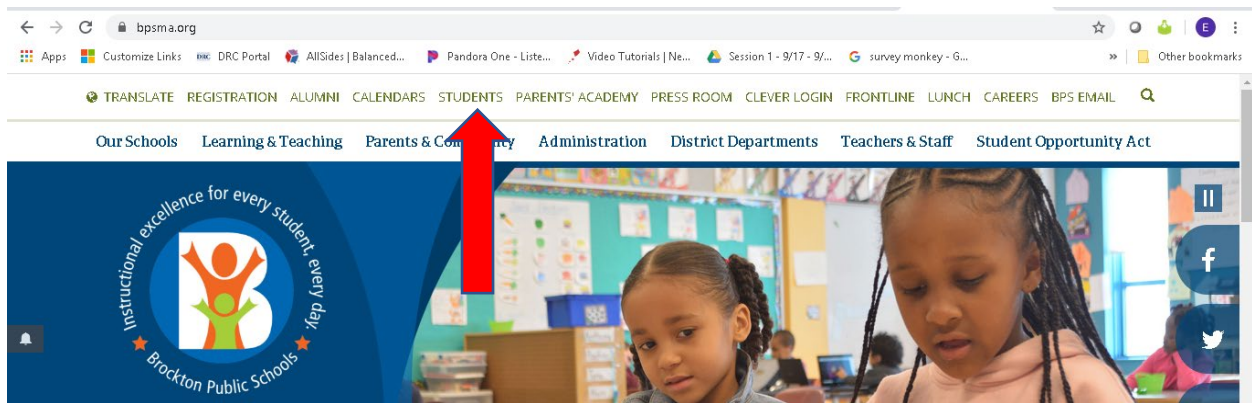 bpsma.org
E
Apps Customize Links DRC DRC Portal AllSides | Balanced... Pandora One - Liste... Video Tutorials | Ne... Session 1 - 9/17 - 9/... G survey monkey - G... » Other bookmarks
TRANSLATE REGISTRATION ALUMNI CALENDARS STUDENTS PARENTS' ACADEMY PRESS ROOM CLEVER LOGIN FRONTLINE LUNCH CAREERS BPS EMAIL
Our Schools Learning & Teaching Parents & Community Administration District Departments Teachers & Staff Student Opportunity Act
Instructional excellence for every student, every day.
B
Brockton Public Schools